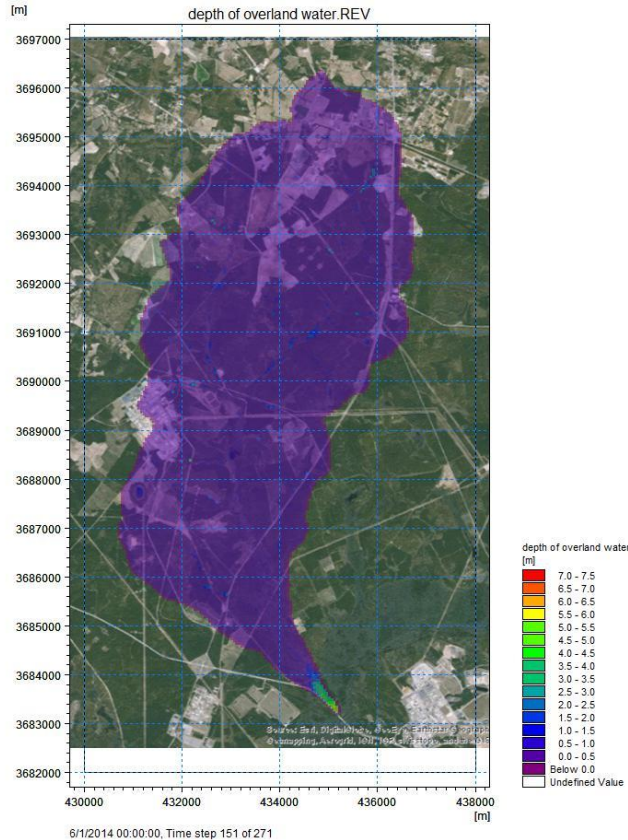 [m]
depth of overland water.REV
3697000
3696000
3695000
3694000
3693000
3692000
3691000
3690000
3689000
3688000
3687000
3686000
3685000
3684000
3683000
3682000
430000 432000 434000 436000 438000
[m]
depth of overland water
[m]
7.0 - 7.5
6.5 - 7.0
6.0 - 6.5
5.5 - 6.0
5.0 - 5.5
4.5 - 5.0
4.0 - 4.5
3.5 - 4.0
3.0 - 3.5
2.5 - 3.0
2.0 - 2.5
1.5 - 2.0
1.0 - 1.5
0.5 - 1.0
0.0 - 0.5
Below 0.0
Undefined Value
6/1/2014 00:00:00, Time step 151 of 271